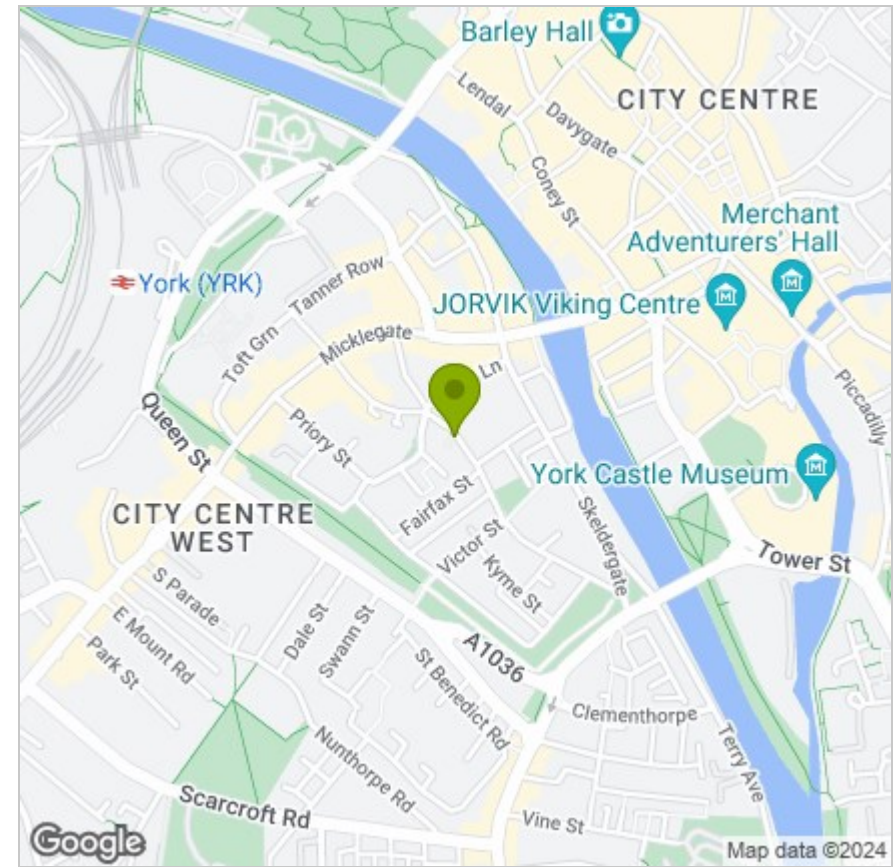 Barley Hall
CITY CENTRE
Lendal
Davygate
Coney St
Merchant
Adventurers' Hall
York (YRK)
Tanner Row
JORVIK Viking Centre
Toft Grn
Micklegate
Ln
Piccadilly
Queen St
Priory St
York Castle Museum
CITY CENTRE
WEST
Fairfax St
Skeldergate
Victor St
Tower St
Kyme St
S Parade
Dale St
E Mount Rd
Swann St
A1036
Park St
St Benedict Rd
Clementhorpe
Nunthorpe Rd
Terry Ave
Scarcroft Rd
Vine St
Google
Map data ©2024